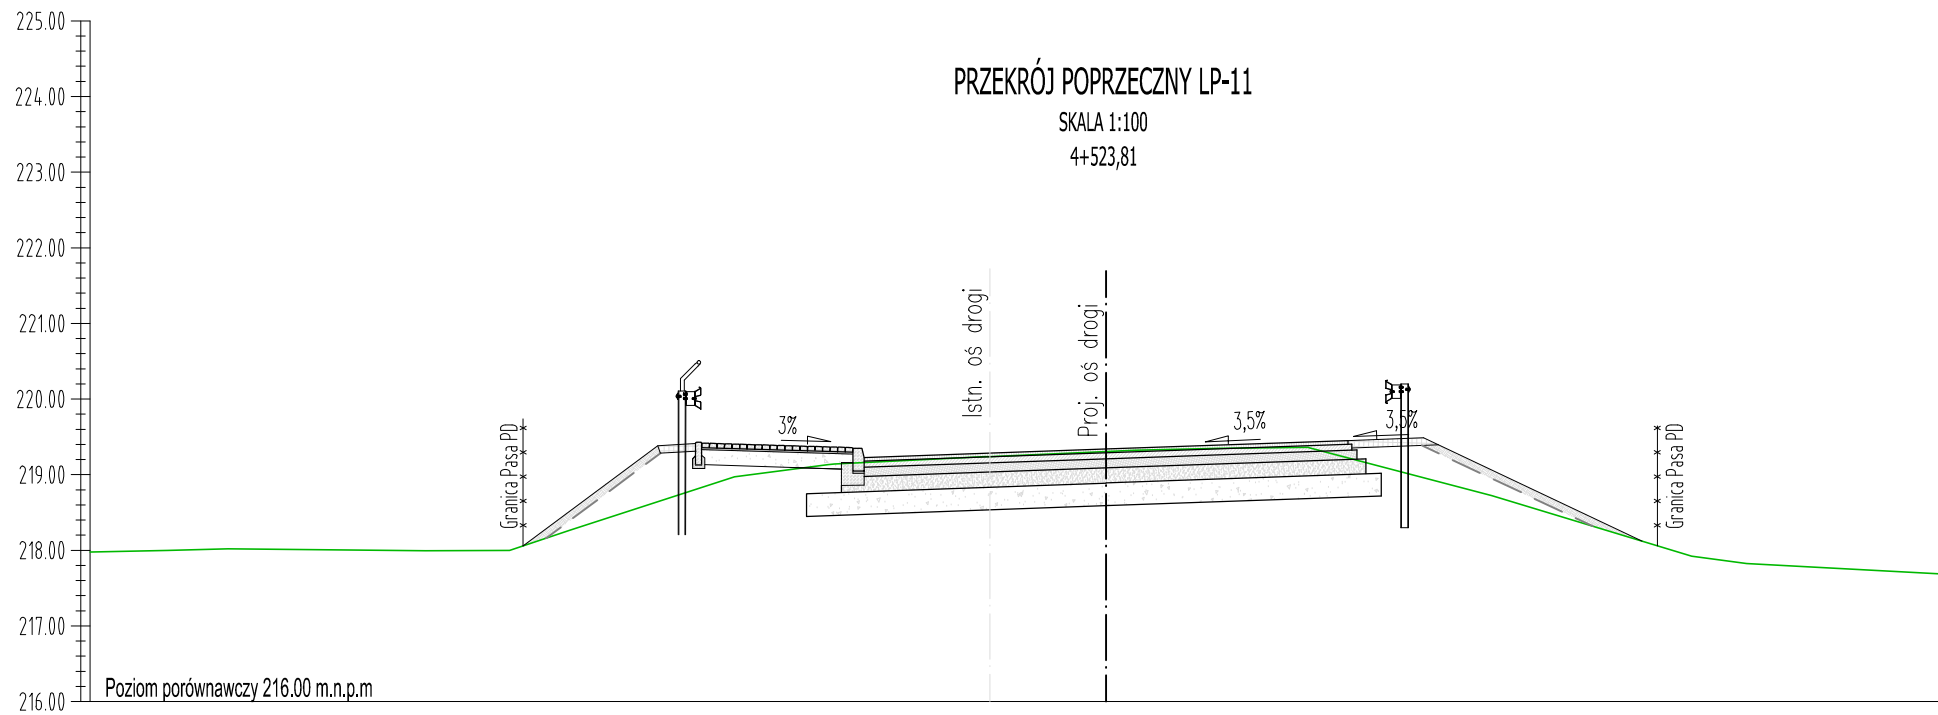 225.00
224.00
223.00
222.00
221.00
220.00
219.00
218.00
217.00
216.00
PRZEKRÓJ POPRZECZNY LP-11
SKALA 1:100
4+523,81
Istn. oś drogi
Proj. oś drogi
Granica Pasa PD
3%
3,5%
3,5%
Granica Pasa PD
Poziom porównawczy 216.00 m.n.p.m